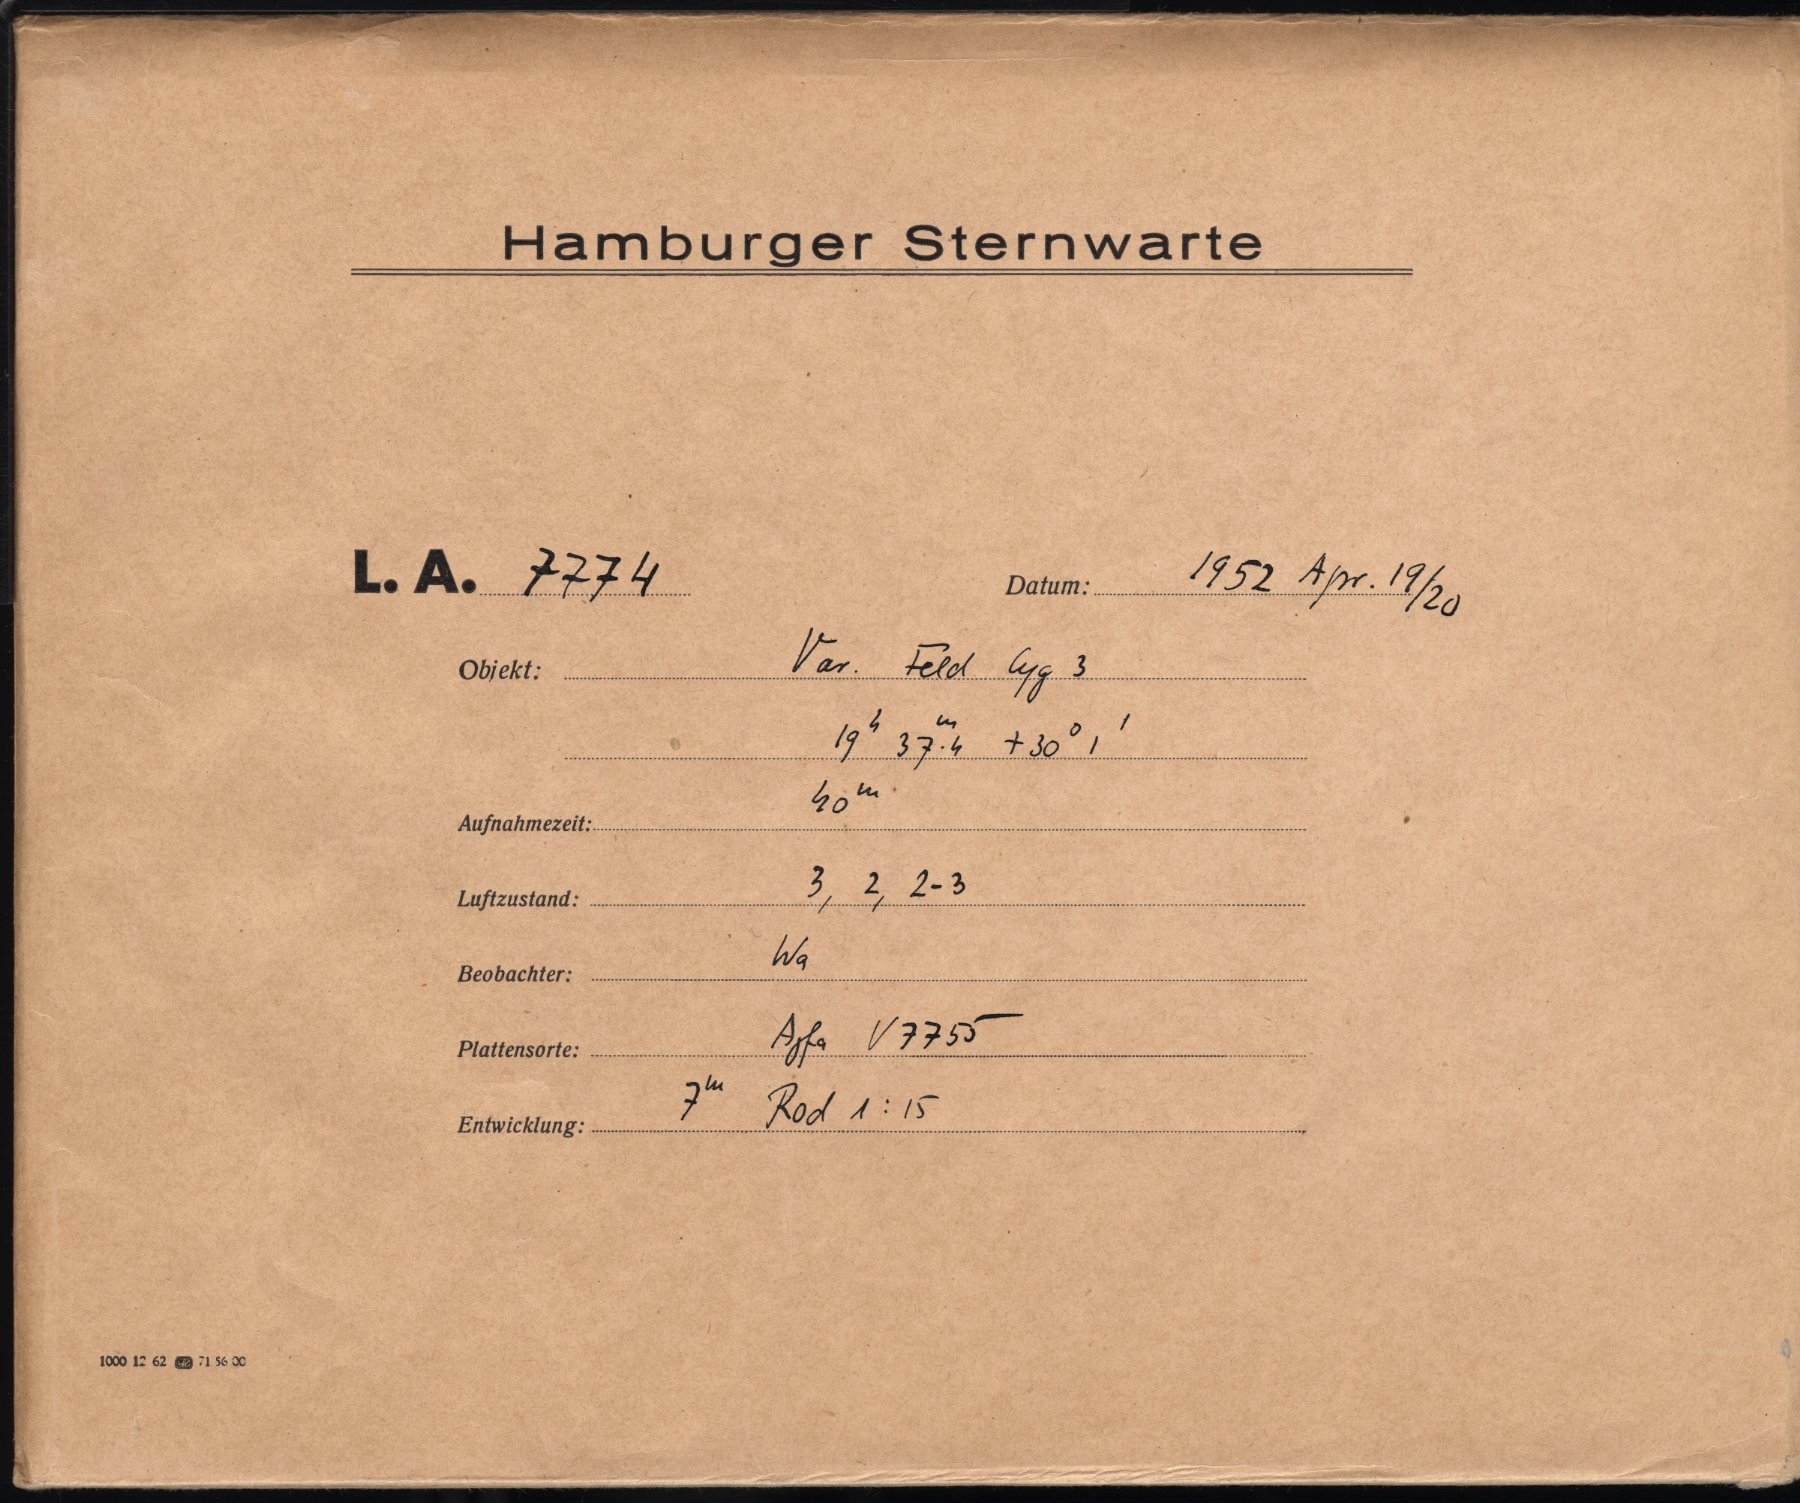 Hamburger Sternwarte
L. A. 7774 Datum: 1952 Apr. 19/20
Objekt: Var. Feld Cyg 3
19h 37m.4 +30° 1'
Aufnahmezeit: 40m
Luftzustand: 3, 2, 2-3
Beobachter: Wa
Plattensorte: Agfa V7755
Entwicklung: 7m Rod 1:15
1000 12 62 71 56 00